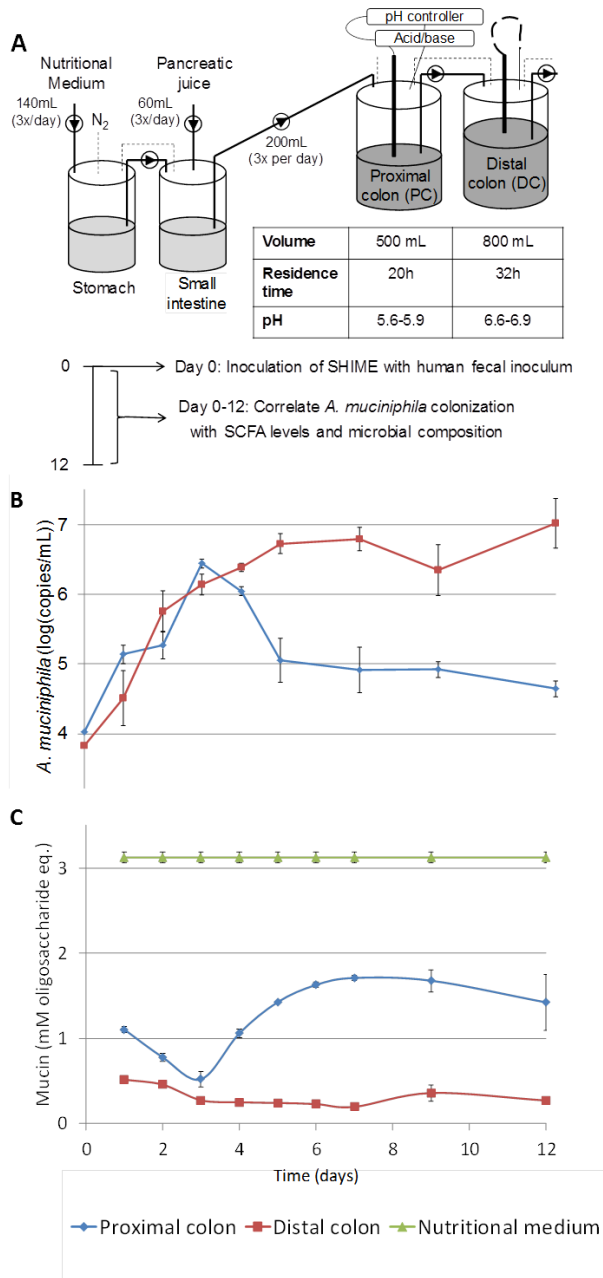 A
pH controller
Acid/base
Nutritional
Medium
Pancreatic
juice
140mL
(3x/day)
N2
60mL
(3x/day)
200mL
(3x per day)
Proximal
colon (PC)
Distal
colon (DC)
Stomach
Small
intestine
Volume 500 mL 800 mL
Residence
time 20h 32h
pH 5.6-5.9 6.6-6.9
0
Day 0: Inoculation of SHIME with human fecal inoculum
Day 0-12: Correlate A. muciniphila colonization
with SCFA levels and microbial composition
12
B
A. muciniphila (log(copies/mL))
7
6
5
4
C
Mucin (mM oligosaccharide eq.)
3
2
1
0
0 2 4 6 8 10 12
Time (days)
Proximal colon Distal colon Nutritional medium